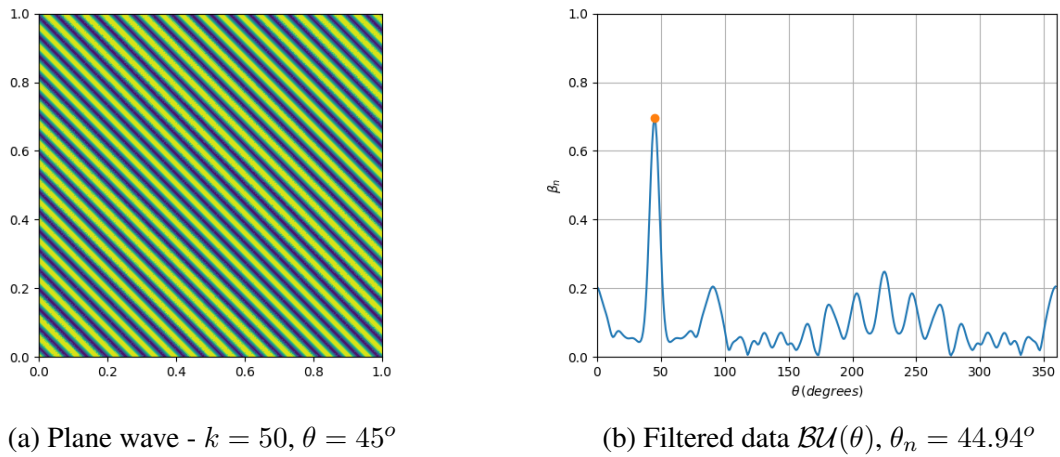 1.0
0.8
0.6
0.4
0.2
0.0
0.0 0.2 0.4 0.6 0.8 1.0
(a) Plane wave - k = 50, θ = 45°
1.0
0.8
0.6
0.4
0.2
0.0
βn
0 50 100 150 200 250 300 350
θ (degrees)
(b) Filtered data BU(θ), θn = 44.94°